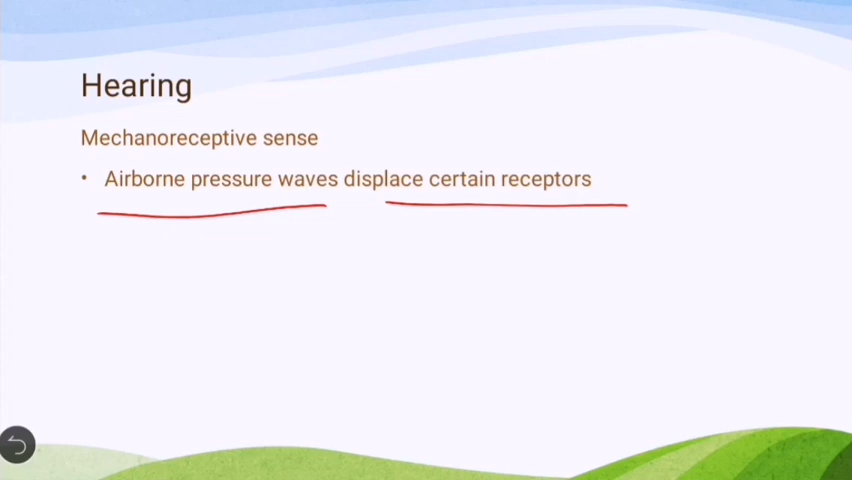 Hearing
Mechanoreceptive sense
• Airborne pressure waves displace certain receptors